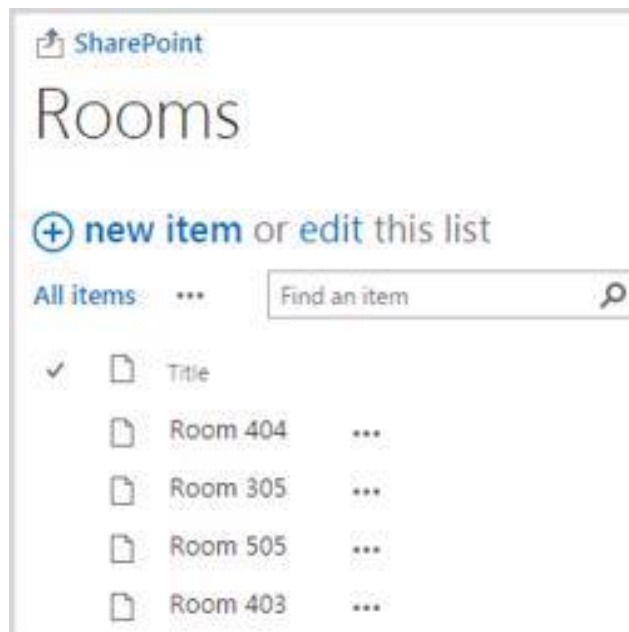 SharePoint
Rooms
new item or edit this list
All items ••• Find an item
Title
Room 404 •••
Room 305 •••
Room 505 •••
Room 403 •••